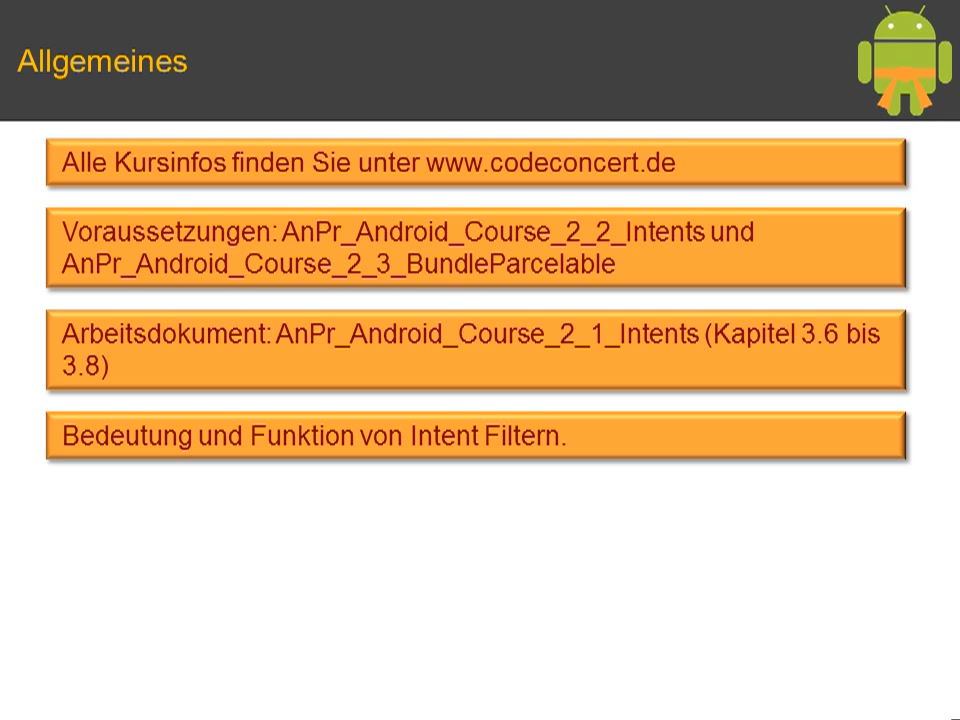 Allgemeines
Alle Kursinfos finden Sie unter www.codeconcert.de
Voraussetzungen: AnPr_Android_Course_2_2_Intents und
AnPr_Android_Course_2_3_BundleParcelable
Arbeitsdokument: AnPr_Android_Course_2_1_Intents (Kapitel 3.6 bis
3.8)
Bedeutung und Funktion von Intent Filtern.